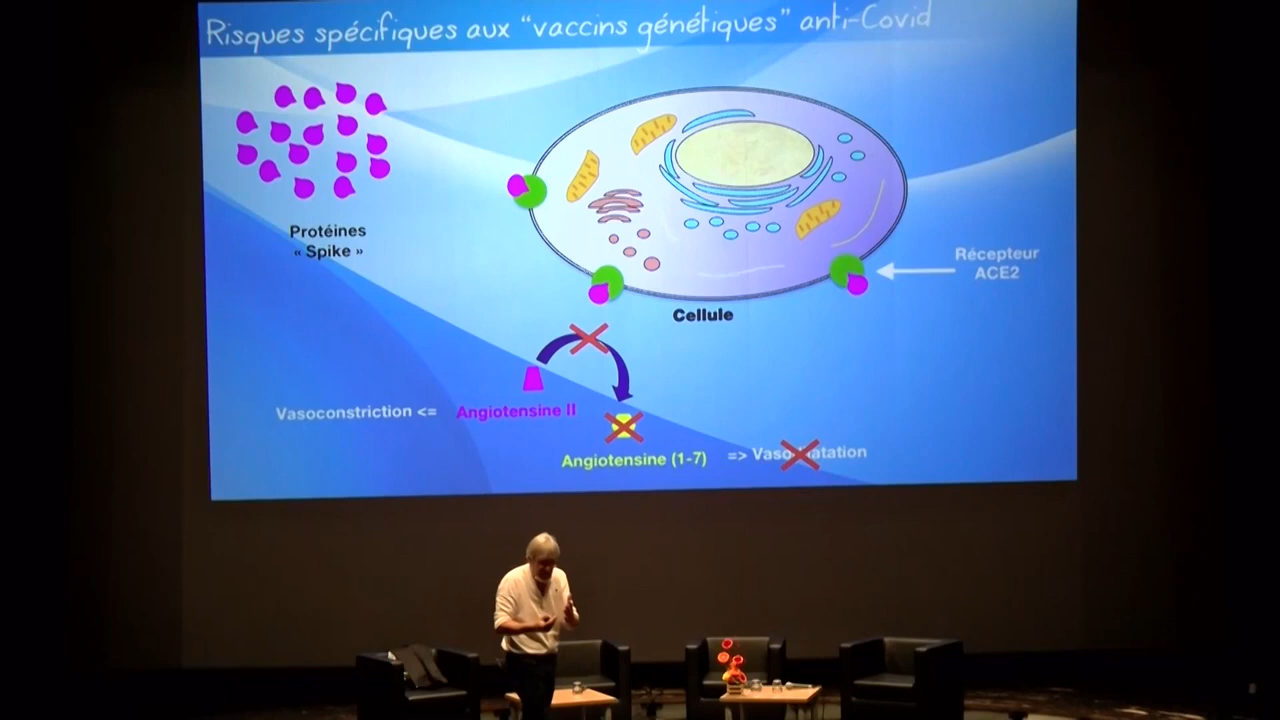 Risques spécifiques aux “vaccins génétiques” anti-Covid
Protéines
« Spike »
Récepteur
ACE2
Cellule
Vasoconstriction <= Angiotensine II
Angiotensine (1-7) =>